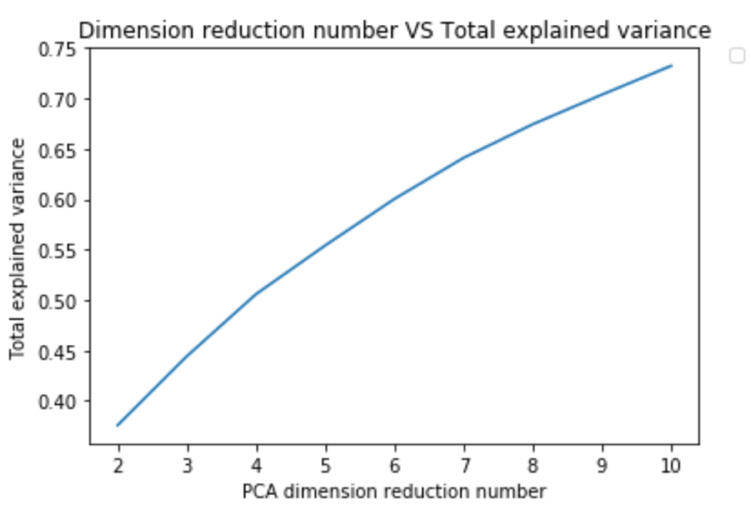 Dimension reduction number VS Total explained variance
Total explained variance
0.75
0.70
0.65
0.60
0.55
0.50
0.45
0.40
2 3 4 5 6 7 8 9 10
PCA dimension reduction number